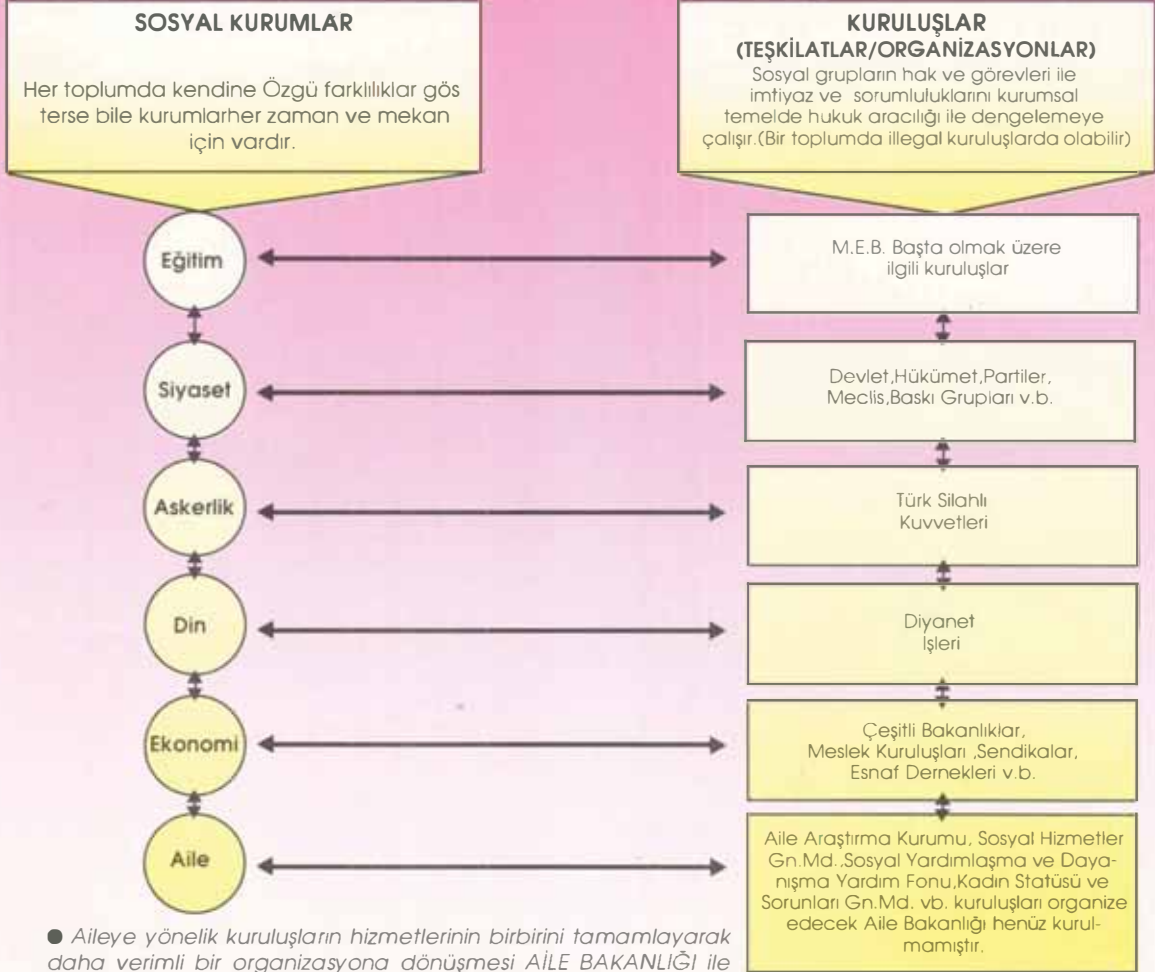 SOSYAL KURUMLAR
Her toplumda kendine Özgü farklılıklar gös
terse bile kurumlarher zaman ve mekan
için vardır.
KURULUŞLAR
(TEŞKİLATLAR/ORGANİZASYONLAR)
Sosyal grupların hak ve görevleri ile
imtiyaz ve sorumluluklarını kurumsal
temelde hukuk aracılığı ile dengelemeye
çalışır.(Bir toplumda illegal kuruluşlarda olabilir)
Eğitim
M.E.B. Başta olmak üzere
ilgili kuruluşlar
Siyaset
Devlet,Hükümet,Partiler,
Meclis,Baskı Grupları v.b.
Askerlik
Türk Silahlı
Kuvvetleri
Din
Diyanet
Işleri
Ekonomi
Çeşitli Bakanlıklar,
Meslek Kuruluşları ,Sendikalar,
Esnaf Dernekleri v.b.
Aile
Aile Araştırma Kurumu, Sosyal Hizmetler
Gn.Md.,Sosyal Yardımlaşma ve Daya-
nışma Yardım Fonu,Kadın Statüsü ve
Sorunları Gn.Md. vb. kuruluşları organize
edecek Aile Bakanlığı henüz kurul-
mamıştır.
● Aileye yönelik kuruluşların hizmetlerinin birbirini tamamlayarak
daha verimli bir organizasyona dönüşmesi AİLE BAKANLIĞI ile